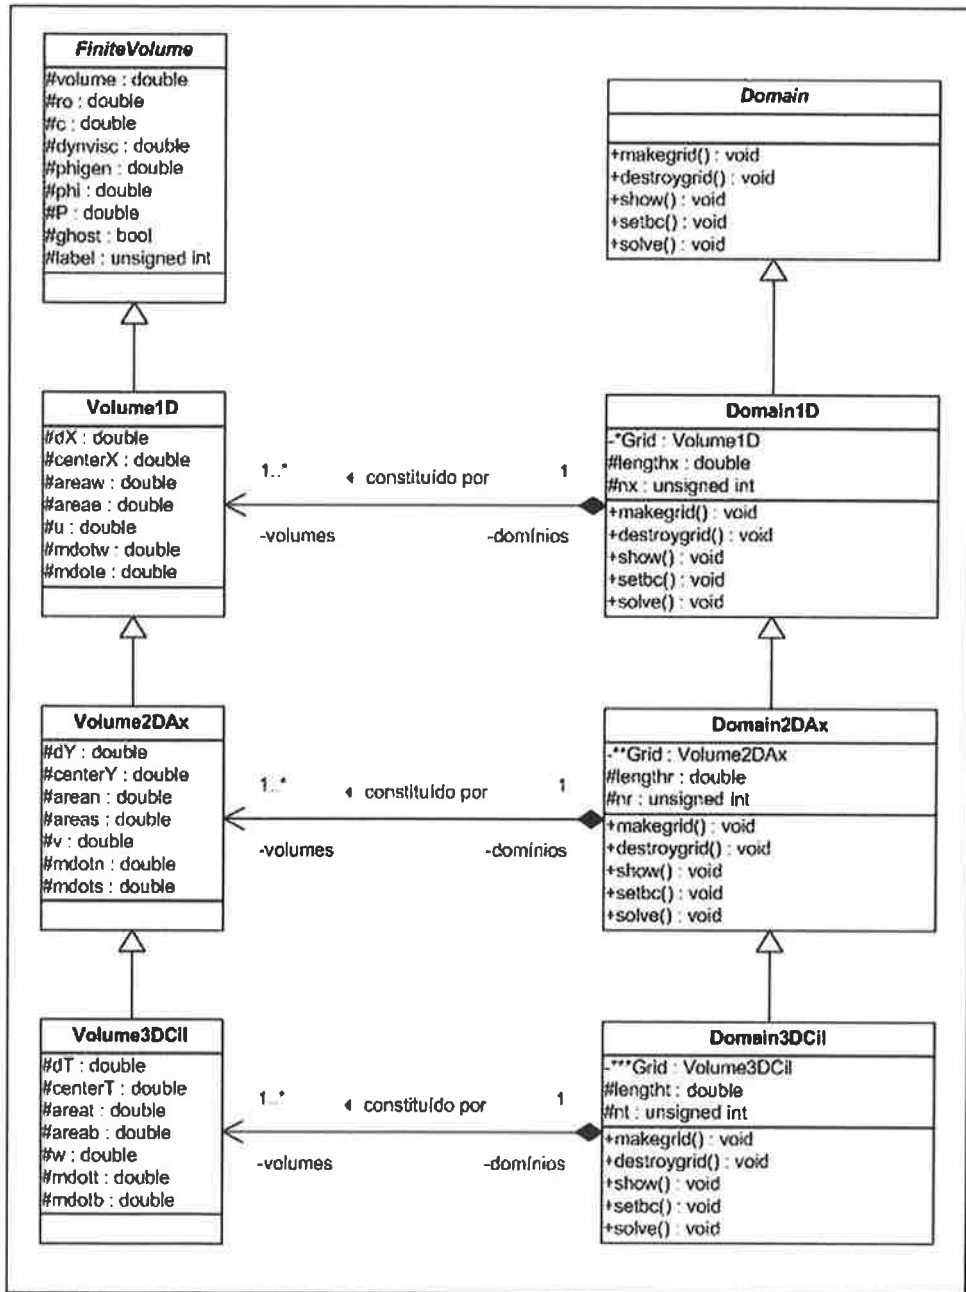 FiniteVolume
#volume : double
#ro : double
#c : double
#dynvisc : double
#phigen : double
#phi : double
#P : double
#ghost : bool
#label : unsigned int
Domain
+makegrid() : void
+destroygrid() : void
+show() : void
+setbc() : void
+solve() : void
Volume1D
#dX : double
#centerX : double
#areaw : double
#areae : double
#u : double
#mdotw : double
#mdote : double
1..* ◄ constituído por 1
-volumes -domínios
Domain1D
-*Grid : Volume1D
#lengthx : double
#nx : unsigned int
+makegrid() : void
+destroygrid() : void
+show() : void
+setbc() : void
+solve() : void
Volume2DAx
#dY : double
#centerY : double
#arean : double
#areas : double
#v : double
#mdotn : double
#mdots : double
1..* ◄ constituído por 1
-volumes -domínios
Domain2DAx
-**Grid : Volume2DAx
#lengthr : double
#nr : unsigned int
+makegrid() : void
+destroygrid() : void
+show() : void
+setbc() : void
+solve() : void
Volume3DCil
#dT : double
#centerT : double
#areat : double
#areab : double
#w : double
#mdott : double
#mdotb : double
1..* ◄ constituído por 1
-volumes -domínios
Domain3DCil
-***Grid : Volume3DCil
#lengtht : double
#nt : unsigned int
+makegrid() : void
+destroygrid() : void
+show() : void
+setbc() : void
+solve() : void